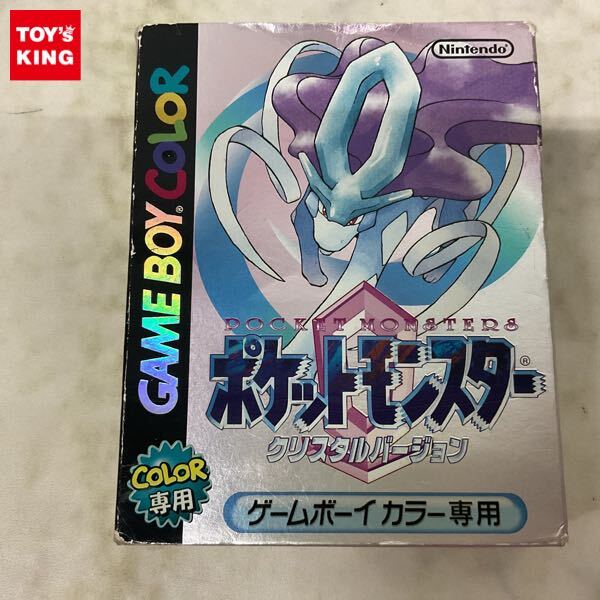 TOY'S
KING
Nintendo®
GAME BOY® COLOR
POCKET MONSTERS
ポケットモンスター®
クリスタルバージョン
COLOR
専用
ゲームボーイ カラー専用